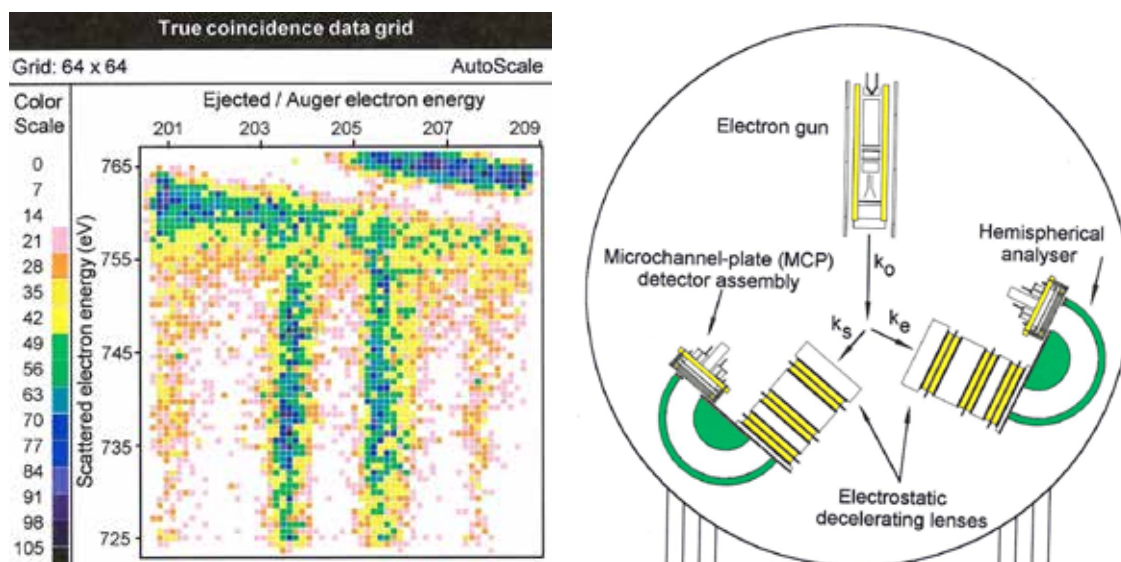 True coincidence data grid
Grid: 64 x 64
AutoScale
Color
Scale
Ejected / Auger electron energy
201 203 205 207 209
0
7
14
21
28
35
42
49
56
63
70
77
84
91
98
105
Scattered electron energy (eV)
765
755
745
735
725
Electron gun
Hemispherical
analyser
Microchannel-plate (MCP)
detector assembly
k₀
kₛ
kₑ
Electrostatic
decelerating lenses